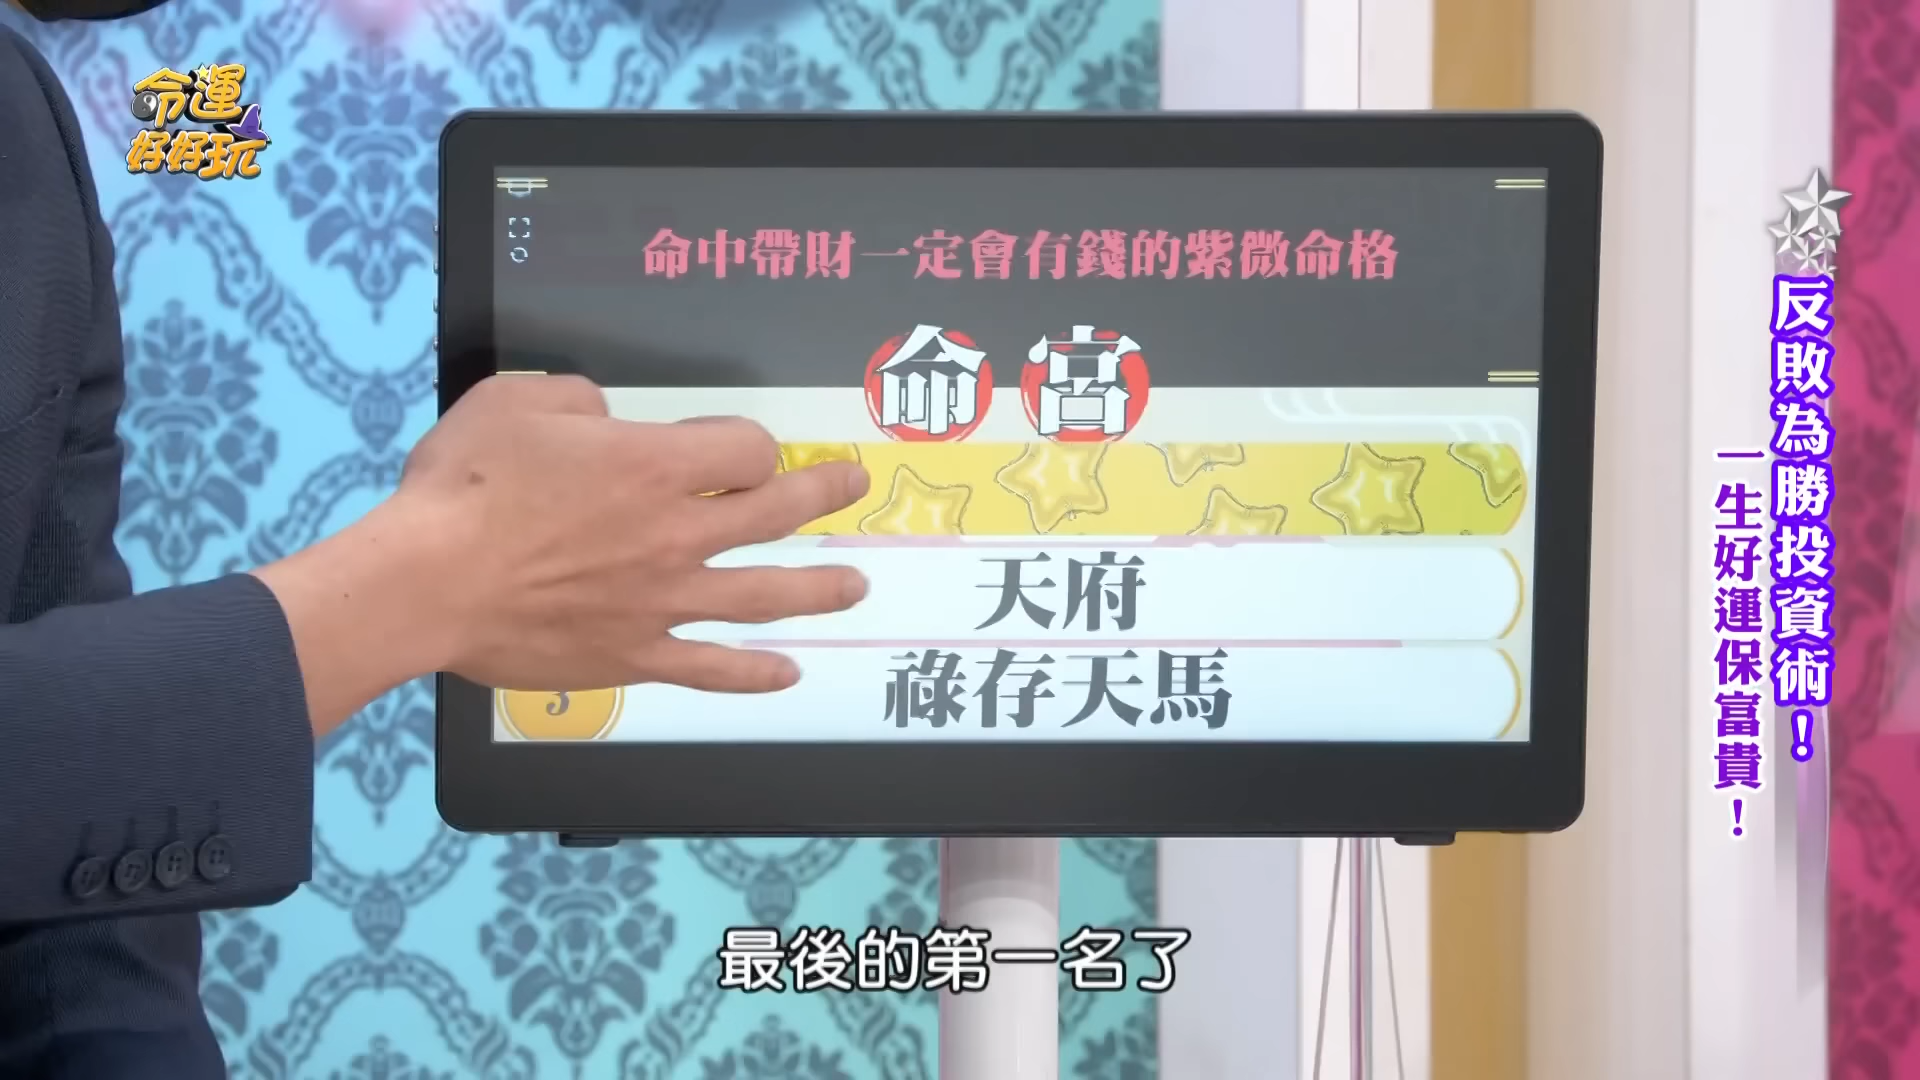 命運
好好玩
命中帶財一定會有錢的紫微命格
命宮
天府
3
祿存天馬
反敗為勝投資術！
一生好運保富貴！
最後的第一名了